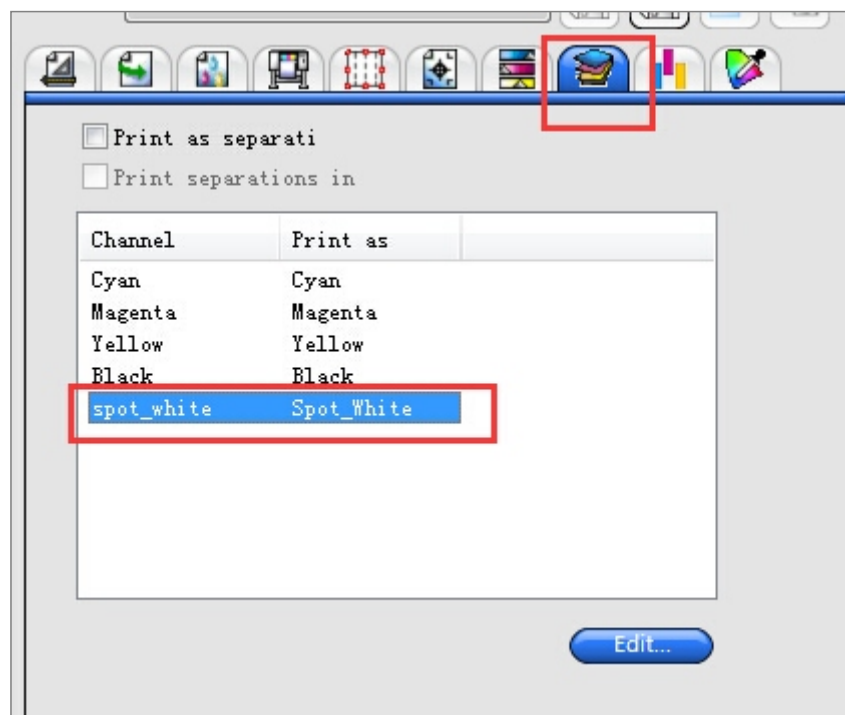 Print as separati
Print separations in
Channel Print as
Cyan Cyan
Magenta Magenta
Yellow Yellow
Black Black
spot_white Spot_White
Edit...